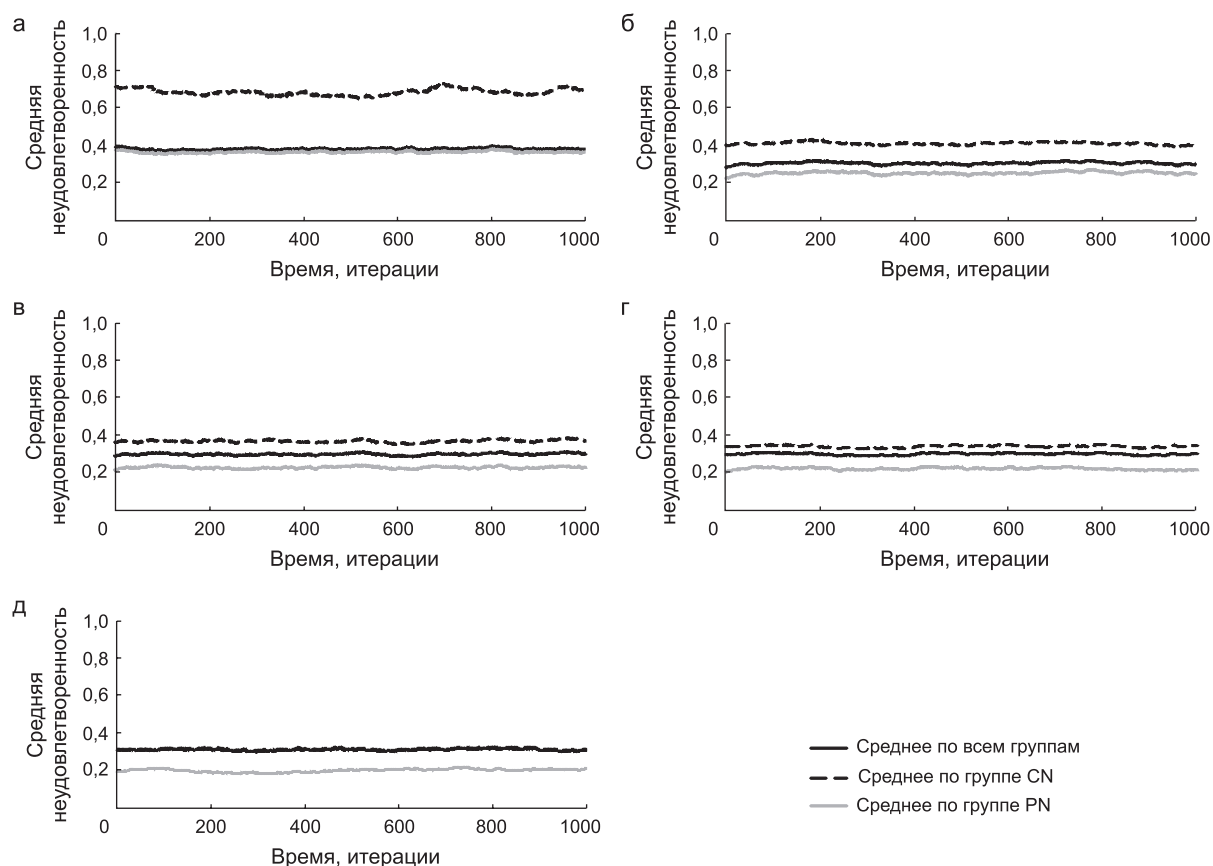 а
Средняя
неудовлетворенность
1,0
0,8
0,6
0,4
0,2
0
200
400
600
800
1000
Время, итерации
б
Средняя
неудовлетворенность
1,0
0,8
0,6
0,4
0,2
0
200
400
600
800
1000
Время, итерации
в
Средняя
неудовлетворенность
1,0
0,8
0,6
0,4
0,2
0
200
400
600
800
1000
Время, итерации
г
Средняя
неудовлетворенность
1,0
0,8
0,6
0,4
0,2
0
200
400
600
800
1000
Время, итерации
д
Средняя
неудовлетворенность
1,0
0,8
0,6
0,4
0,2
0
200
400
600
800
1000
Время, итерации
Среднее по всем группам
Среднее по группе CN
Среднее по группе PN